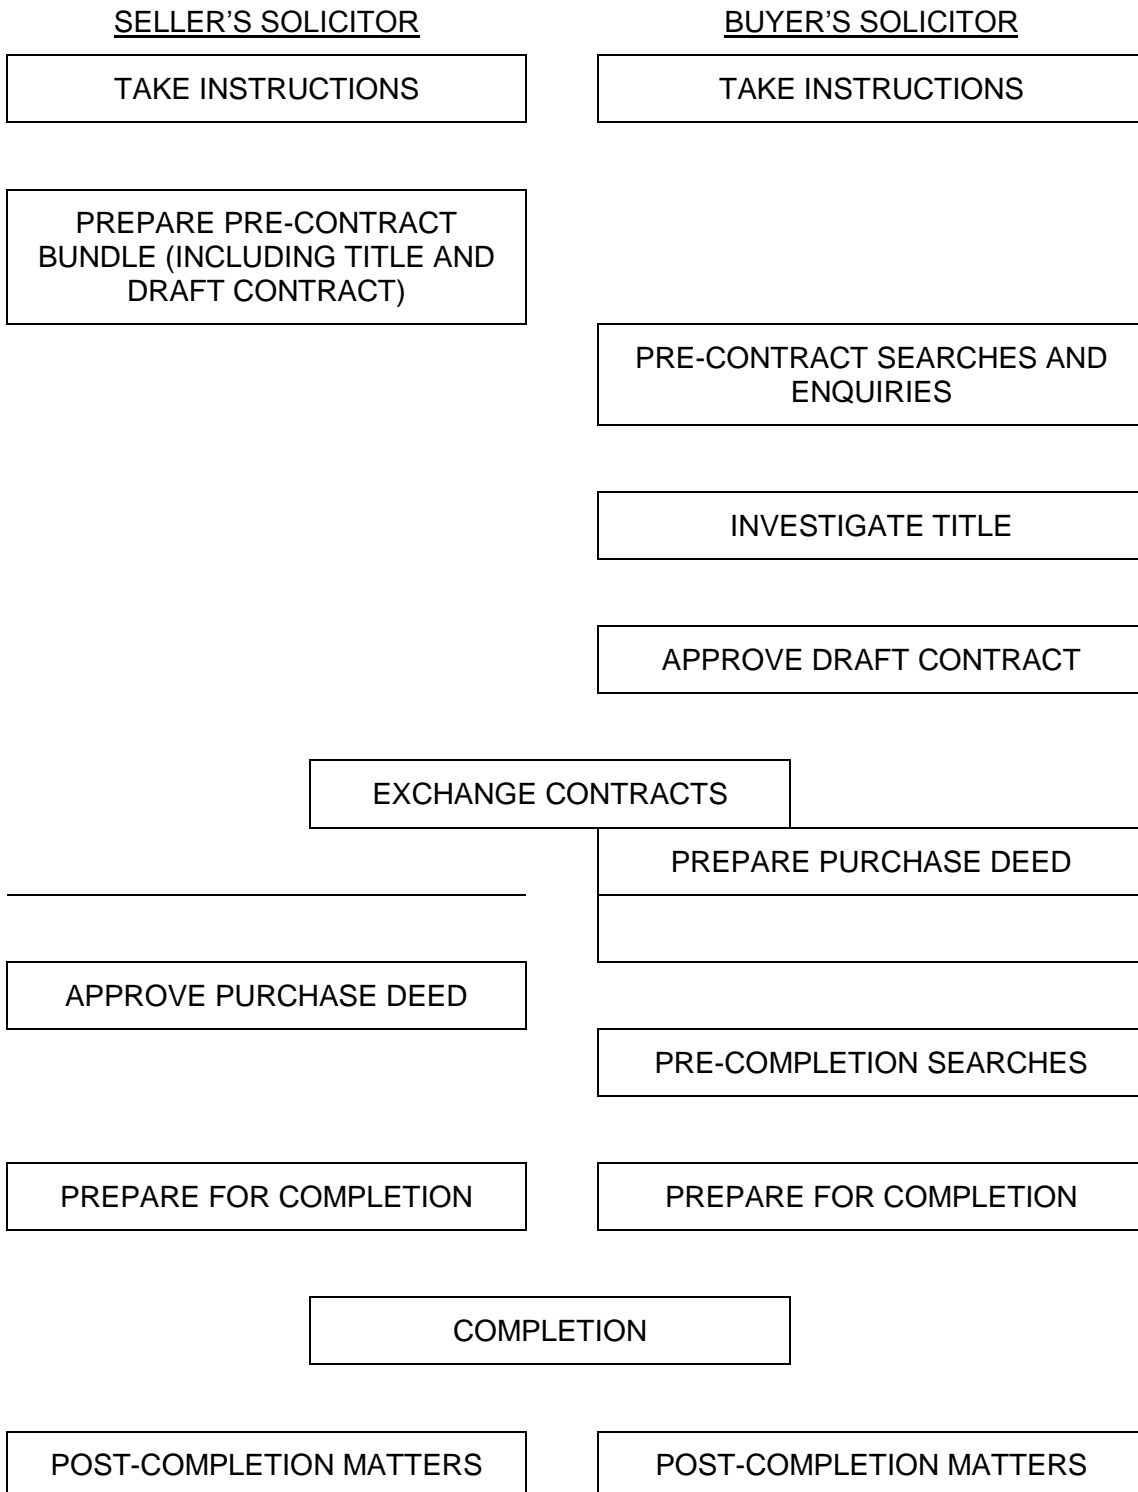 SELLER’S SOLICITOR
BUYER’S SOLICITOR
TAKE INSTRUCTIONS
TAKE INSTRUCTIONS
PREPARE PRE-CONTRACT
BUNDLE (INCLUDING TITLE AND
DRAFT CONTRACT)
PRE-CONTRACT SEARCHES AND
ENQUIRIES
INVESTIGATE TITLE
APPROVE DRAFT CONTRACT
EXCHANGE CONTRACTS
PREPARE PURCHASE DEED
APPROVE PURCHASE DEED
PRE-COMPLETION SEARCHES
PREPARE FOR COMPLETION
PREPARE FOR COMPLETION
COMPLETION
POST-COMPLETION MATTERS
POST-COMPLETION MATTERS